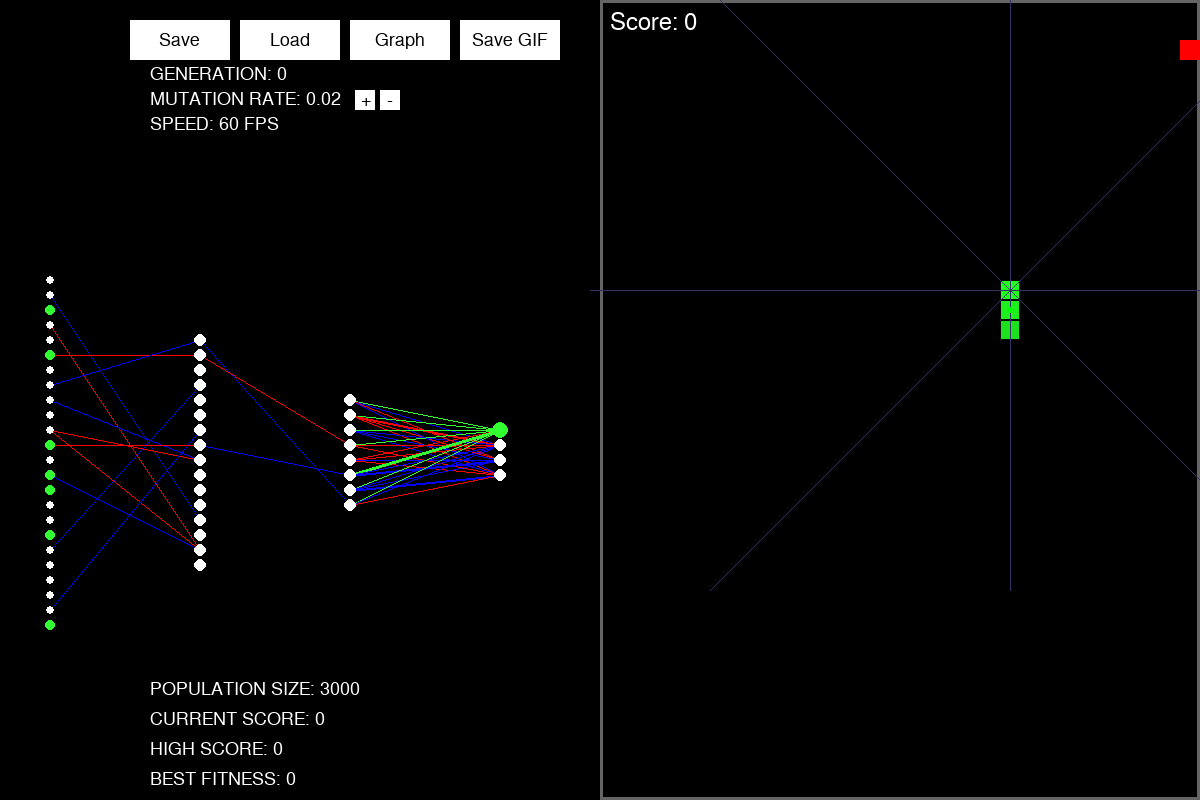 Save Load Graph Save GIF
GENERATION: 0
MUTATION RATE: 0.02 + -
SPEED: 60 FPS
POPULATION SIZE: 3000
CURRENT SCORE: 0
HIGH SCORE: 0
BEST FITNESS: 0
Score: 0